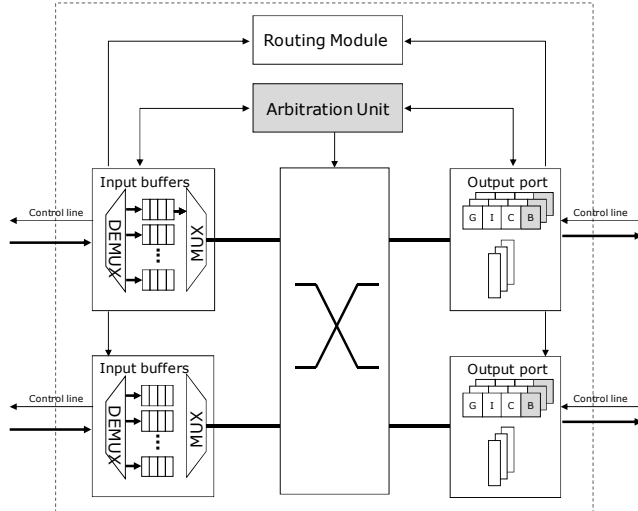 Routing Module
Arbitration Unit
Input buffers
Output port
Control line
DEMUX
MUX
G I C B
Control line
Input buffers
Output port
Control line
DEMUX
MUX
G I C B
Control line